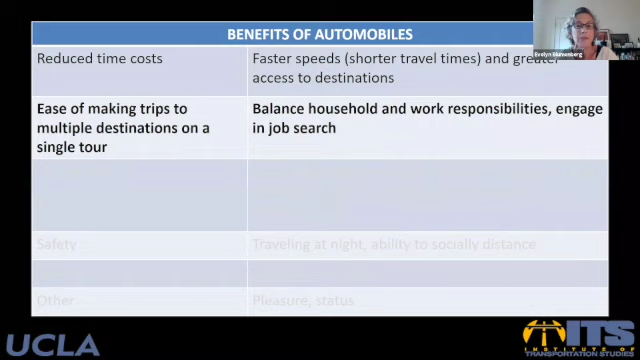 BENEFITS OF AUTOMOBILES
Reduced time costs
Faster speeds (shorter travel times) and greater
access to destinations
Ease of making trips to
multiple destinations on a
single tour
Balance household and work responsibilities, engage
in job search
Safety
Traveling at night, ability to socially distance
Other
Pleasure, status
Evelyn Blumenberg
UCLA
ITS
INSTITUTE OF
TRANSPORTATION STUDIES